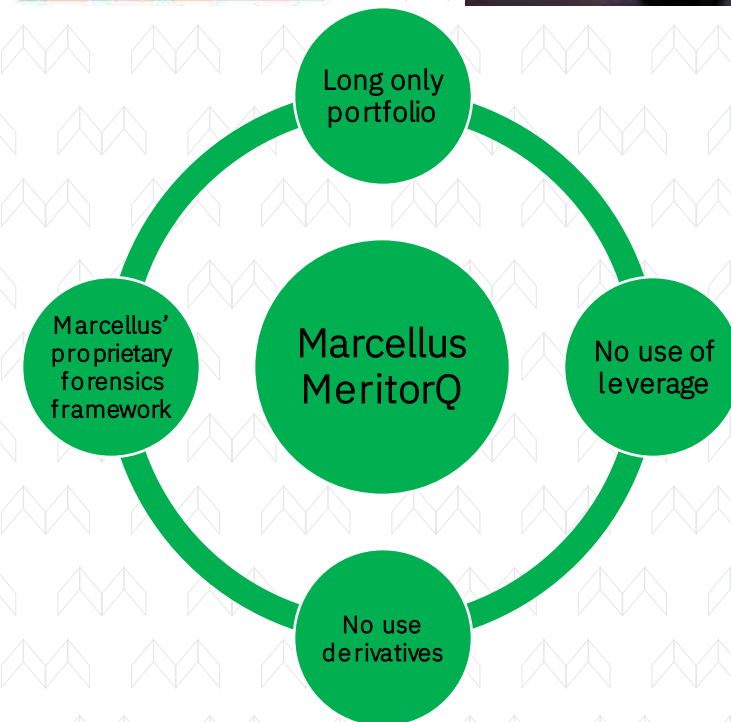 Long only
portfolio
Marcellus’
proprietary
forensics
framework
Marcellus
MeritorQ
No use of
leverage
No use
derivatives